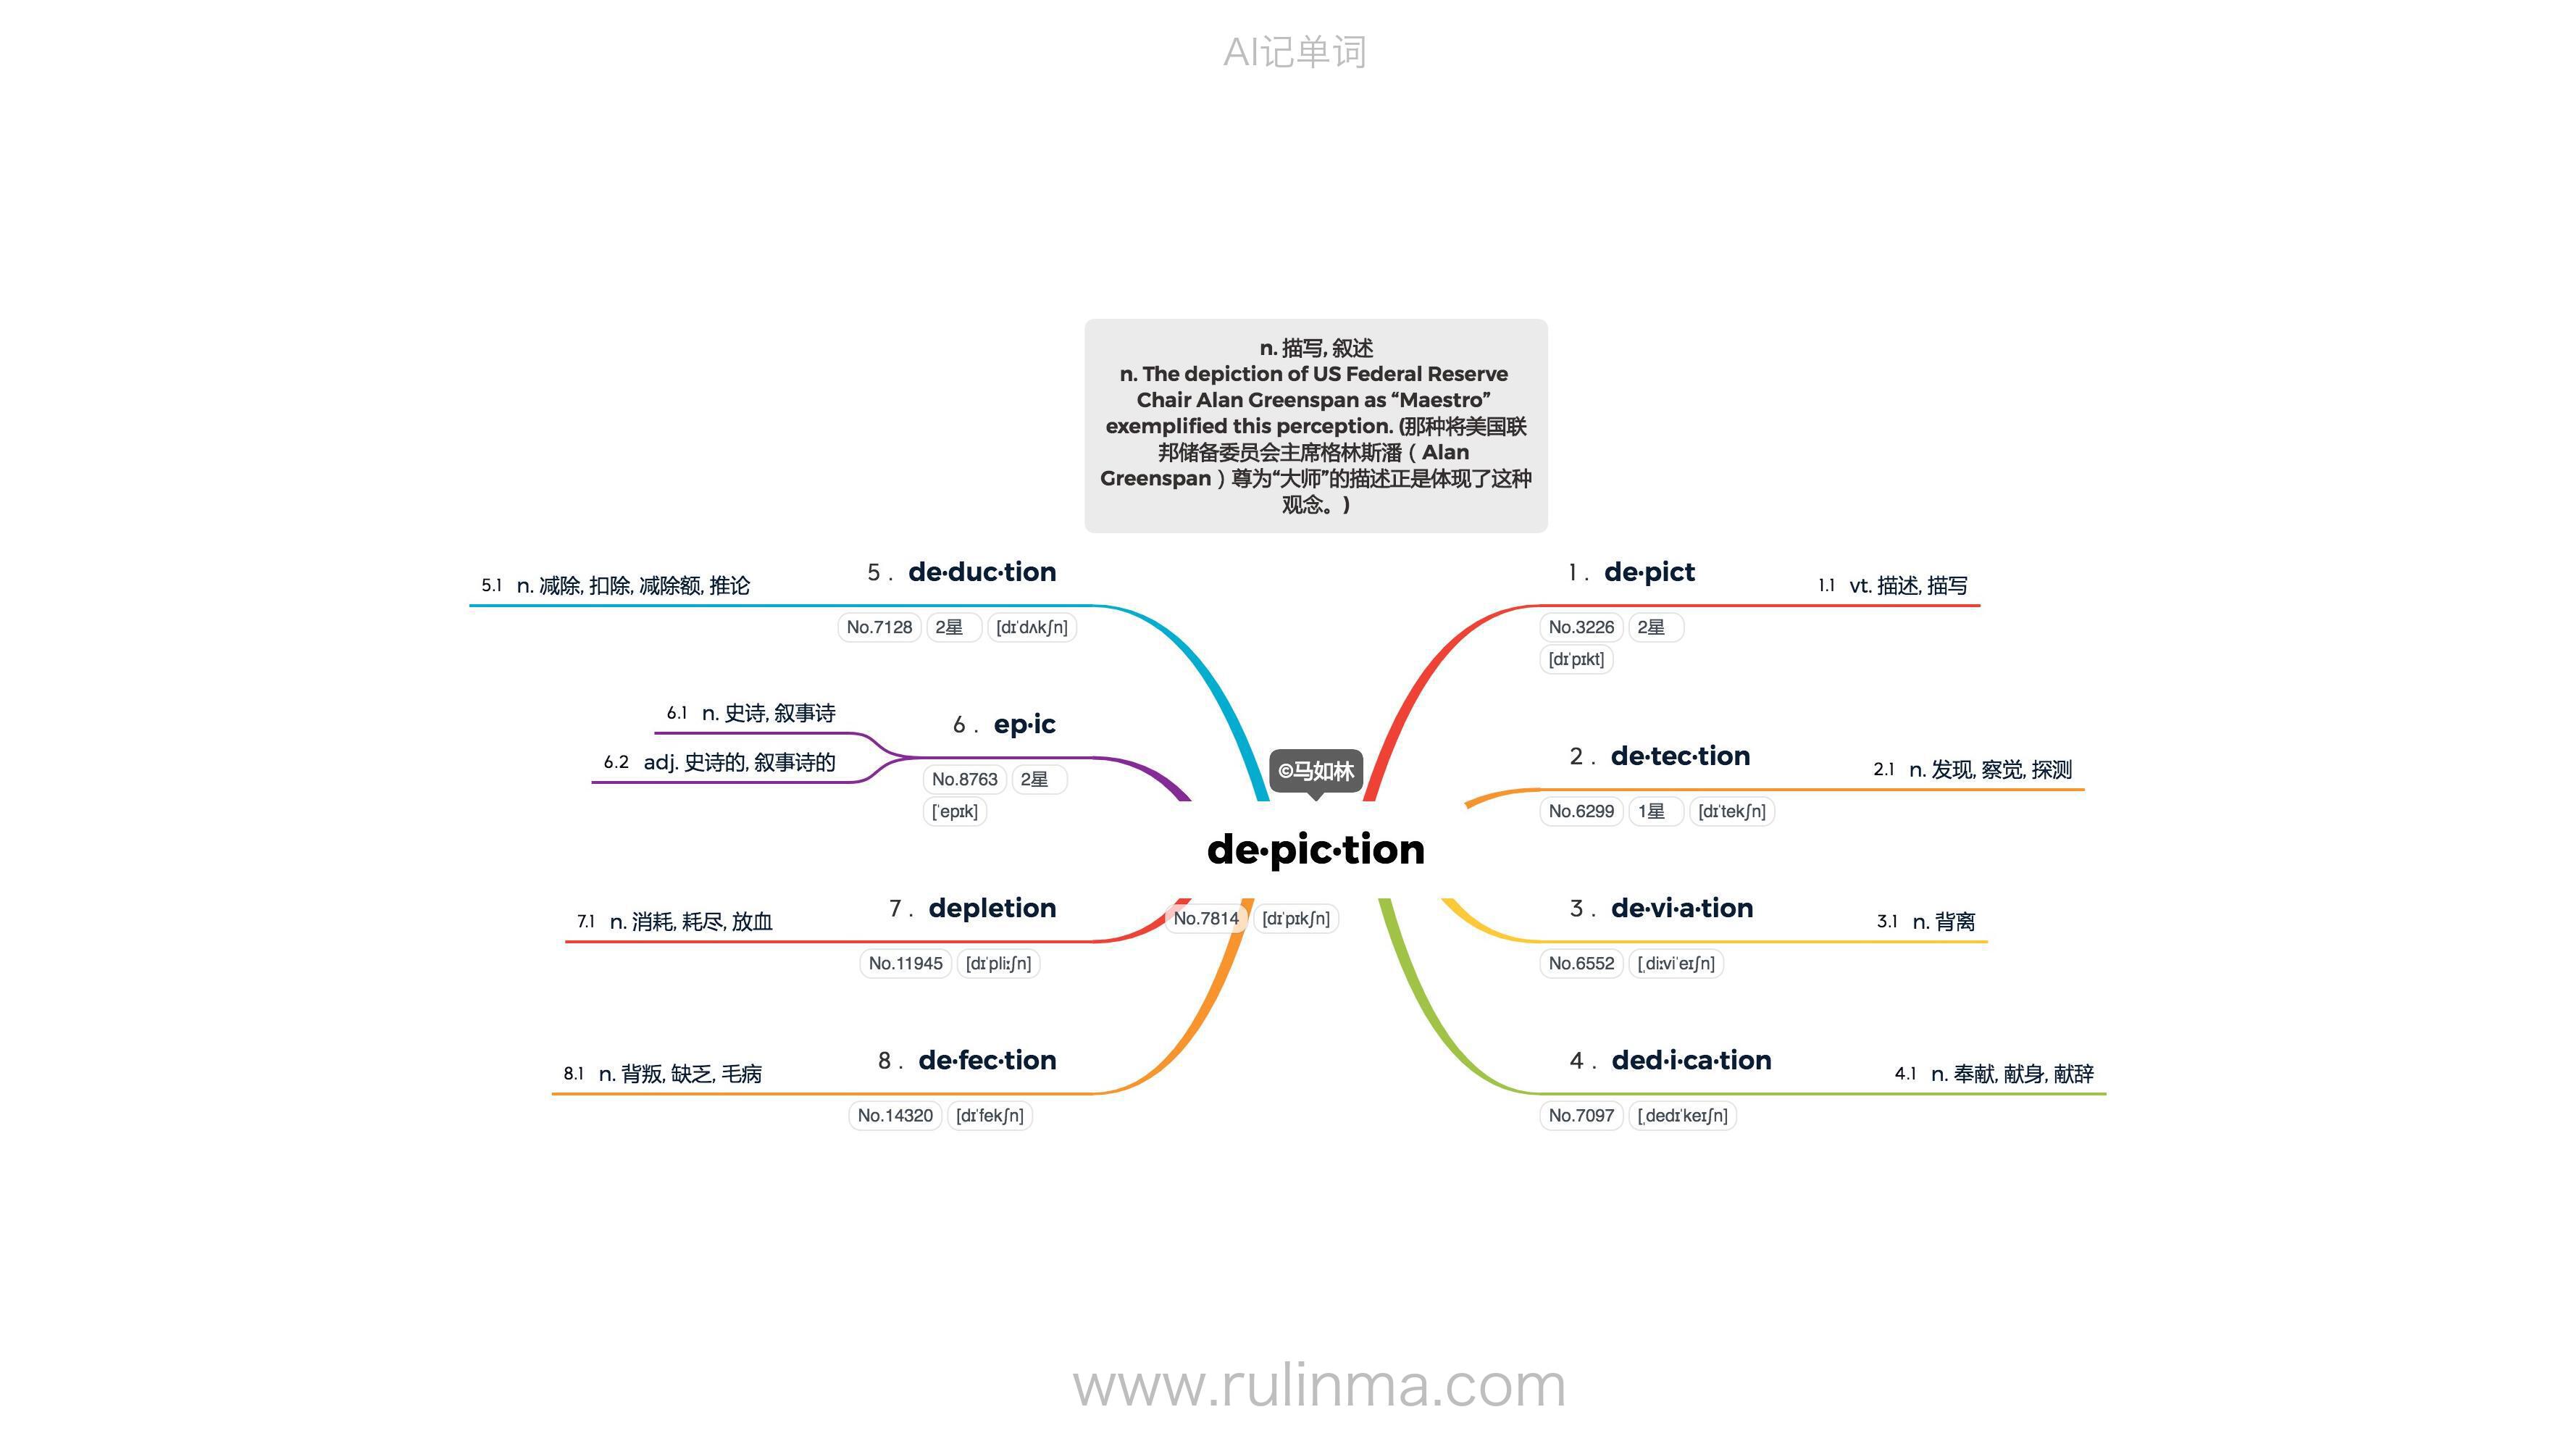 AI记单词
n. 描写, 叙述
n. The depiction of US Federal Reserve
Chair Alan Greenspan as “Maestro”
exemplified this perception. (那种将美国联
邦储备委员会主席格林斯潘（Alan
Greenspan）尊为“大师”的描述正是体现了这种
观念。)
©马如林
de·pic·tion
No.7814 [dɪˈpɪkʃn]
1 . de·pict
No.3226 2星
[dɪˈpɪkt]
1.1 vt. 描述, 描写
2 . de·tec·tion
No.6299 1星 [dɪˈtekʃn]
2.1 n. 发现, 察觉, 探测
3 . de·vi·a·tion
No.6552 [ˌdiːviˈeɪʃn]
3.1 n. 背离
4 . ded·i·ca·tion
No.7097 [ˌdedɪˈkeɪʃn]
4.1 n. 奉献, 献身, 献辞
5 . de·duc·tion
No.7128 2星 [dɪˈdʌkʃn]
5.1 n. 减除, 扣除, 减除额, 推论
6 . ep·ic
No.8763 2星
[ˈepɪk]
6.1 n. 史诗, 叙事诗
6.2 adj. 史诗的, 叙事诗的
7 . depletion
No.11945 [dɪˈpliːʃn]
7.1 n. 消耗, 耗尽, 放血
8 . de·fec·tion
No.14320 [dɪˈfekʃn]
8.1 n. 背叛, 缺乏, 毛病
www.rulinma.com